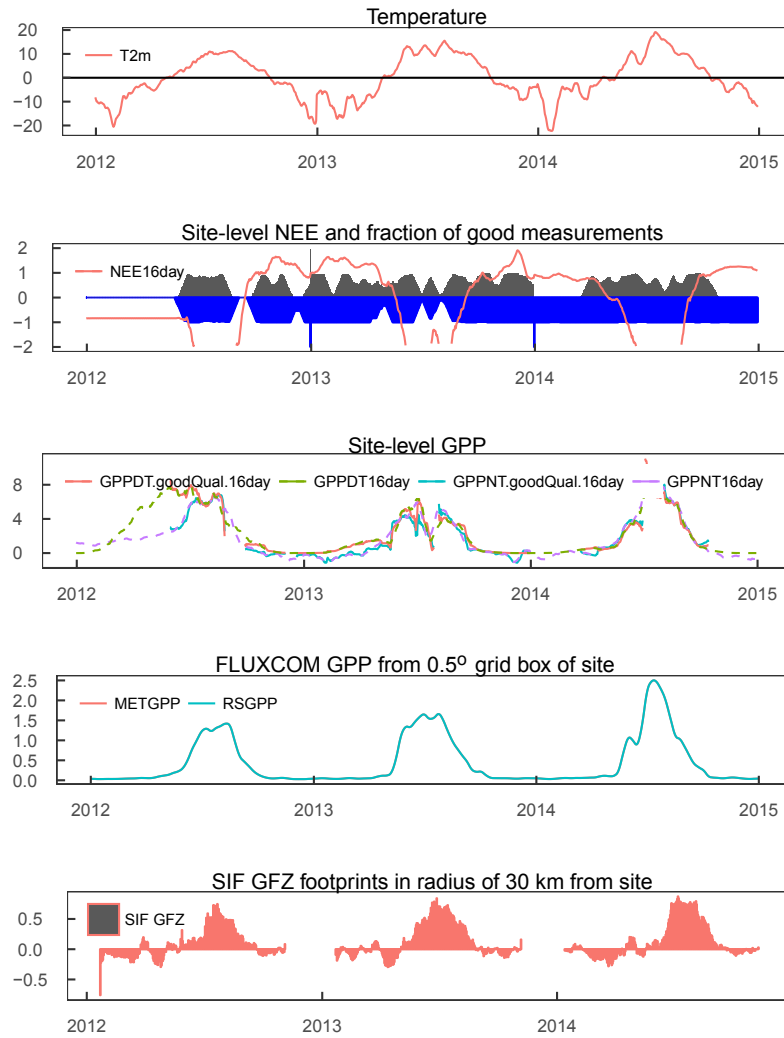 Temperature
20
T2m
10
0
−10
−20
2012 2013 2014 2015
Site-level NEE and fraction of good measurements
2
NEE16day
1
0
−1
−2
2012 2013 2014 2015
Site-level GPP
8
GPPDT.goodQual.16day GPPDT16day GPPNT.goodQual.16day GPPNT16day
4
0
2012 2013 2014 2015
FLUXCOM GPP from 0.5° grid box of site
2.5
METGPP RSGPP
2.0
1.5
1.0
0.5
0.0
2012 2013 2014 2015
SIF GFZ footprints in radius of 30 km from site
SIF GFZ
0.5
0.0
−0.5
2012 2013 2014